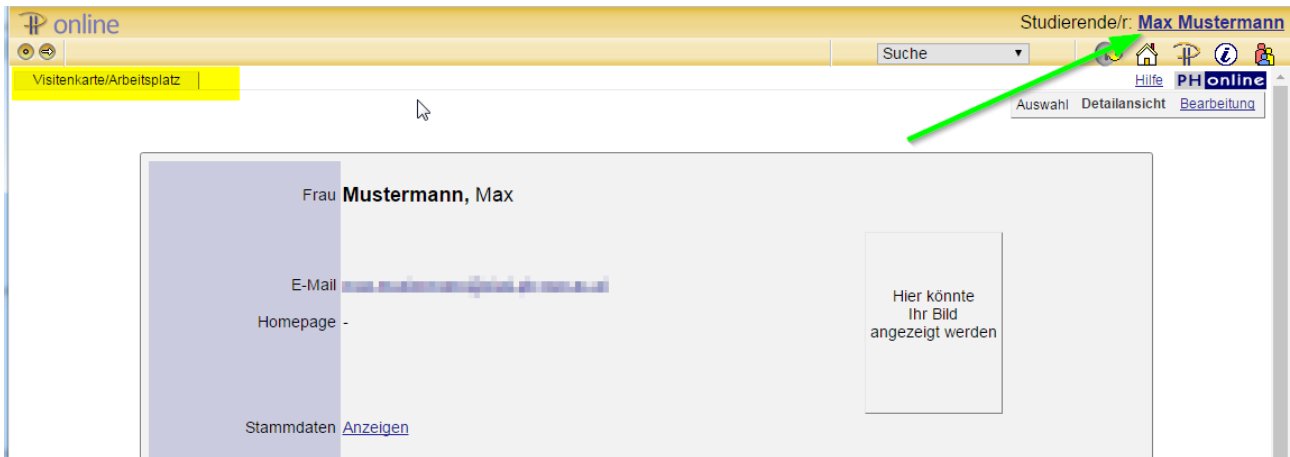 PH online
Studierende/r: Max Mustermann
Suche
Visitenkarte/Arbeitsplatz
Hilfe PHonline
Auswahl Detailansicht Bearbeitung
Frau Mustermann, Max
E-Mail
Homepage -
Hier könnte
Ihr Bild
angezeigt werden
Stammdaten Anzeigen